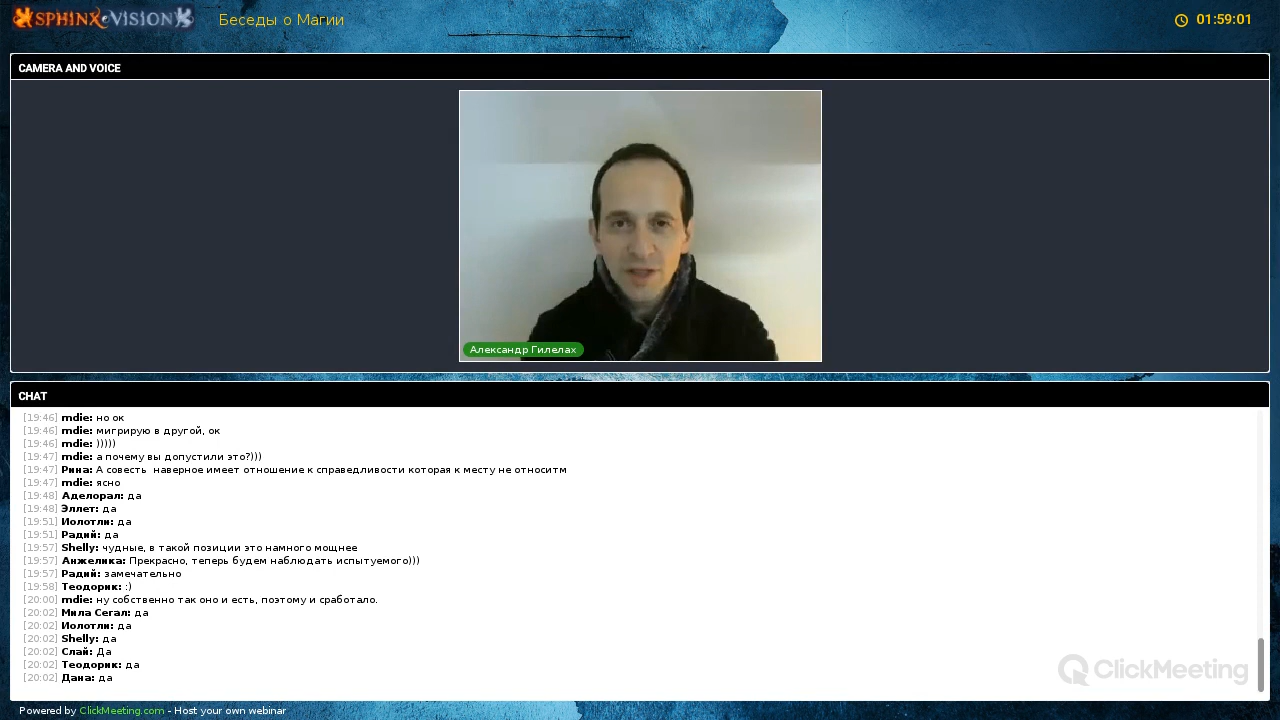 SPHINX VISION Беседы о Магии 01:59:01
CAMERA AND VOICE
Александр Гилелах
CHAT
[19:46] mdie: но ок
[19:46] mdie: мигрирую в другой, ок
[19:46] mdie: )))))
[19:47] mdie: а почему вы допустили это?)))
[19:47] Рина: А совесть  наверное имеет отношение к справедливости которая к месту не относитм
[19:47] mdie: ясно
[19:48] Аделорал: да
[19:48] Эллет: да
[19:51] Иолотли: да
[19:51] Радий: да
[19:57] Shelly: чудные, в такой позиции это намного мощнее
[19:57] Анжелика: Прекрасно, теперь будем наблюдать испытуемого)))
[19:57] Радий: замечательно
[19:58] Теодорик: :)
[20:00] mdie: ну собственно так оно и есть, поэтому и сработало.
[20:02] Мила Сегал: да
[20:02] Иолотли: да
[20:02] Shelly: да
[20:02] Слай: Да
[20:02] Теодорик: да
[20:02] Дана: да
ClickMeeting
Powered by ClickMeeting.com - Host your own webinar